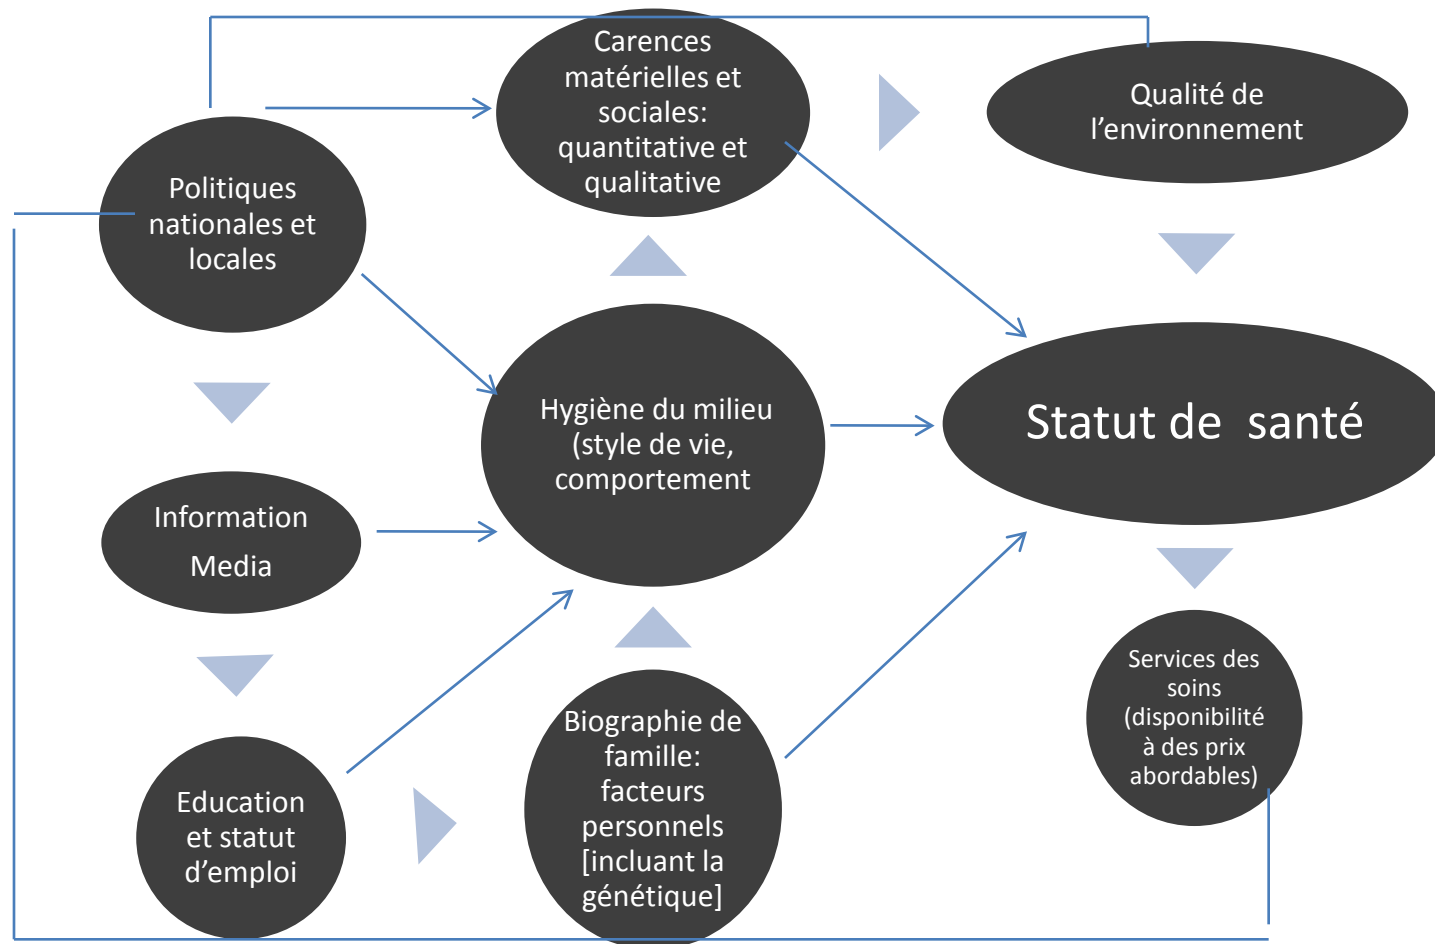 Carences
matérielles et
sociales:
quantitative et
qualitative
Qualité de
l'environnement
Politiques
nationales et
locales
Hygiène du milieu
(style de vie,
comportement
Statut de  santé
Information
Media
Services des
soins
(disponibilité
à des prix
abordables)
Biographie de
famille:
facteurs
personnels
[incluant la
génétique]
Education
et statut
d'emploi